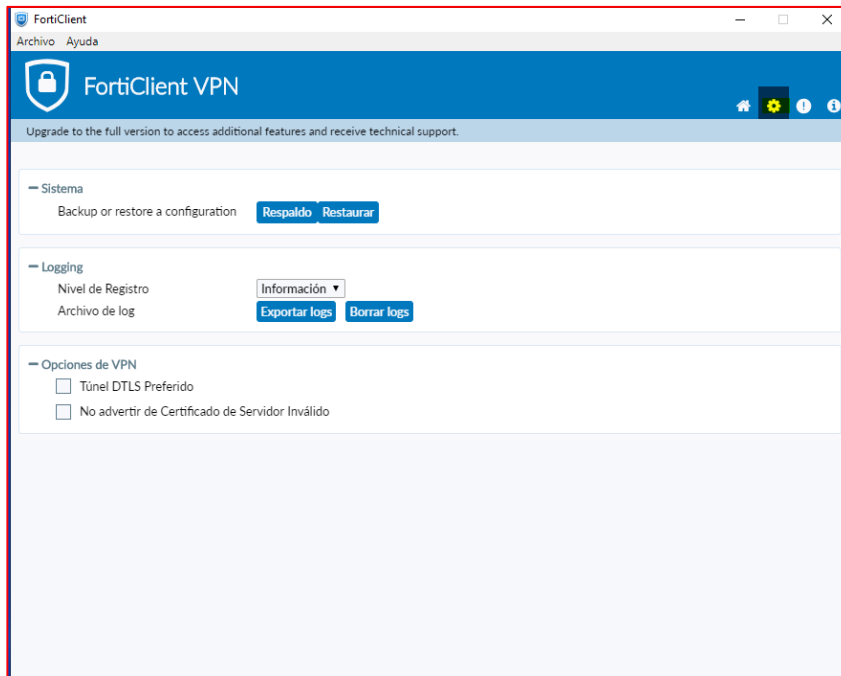 FortiClient
Archivo Ayuda
FortiClient VPN
Upgrade to the full version to access additional features and receive technical support.
Sistema
Backup or restore a configuration Respaldo Restaurar
Logging
Nivel de Registro Información
Archivo de log Exportar logs Borrar logs
Opciones de VPN
Túnel DTLS Preferido
No advertir de Certificado de Servidor Inválido